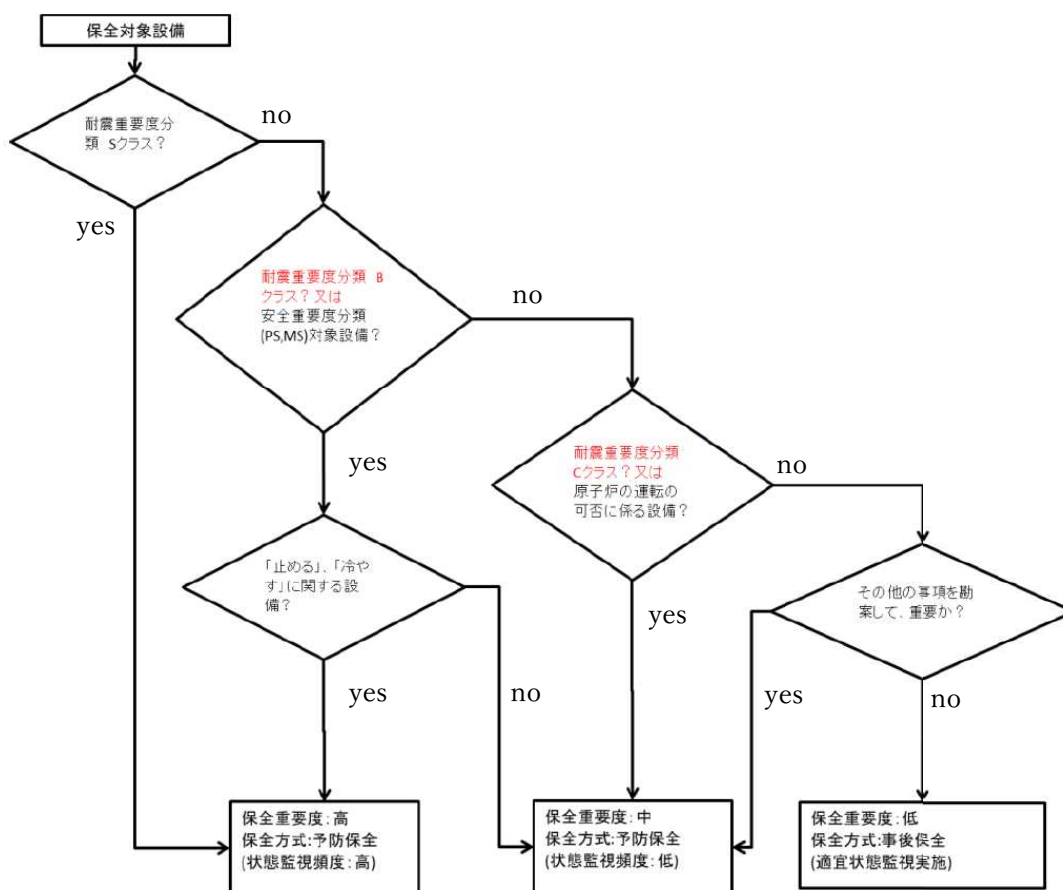 保全対象設備
耐震重要度分
類 Sクラス？
no
yes
耐震重要度分類 B
クラス？又は
安全重要度分類
(PS,MS)対象設備？
no
yes
耐震重要度分類
Cクラス？又は
原子炉の運転の
可否に係る設備？
no
yes
「止める」、「冷や
す」に関する設
備？
yes
no
その他の事項を勘
案して、重要か？
yes
no
保全重要度：高
保全方式:予防保全
(状態監視頻度：高)
保全重要度：中
保全方式:予防保全
(状態監視頻度：低)
保全重要度：低
保全方式:事後保全
(適宜状態監視実施)